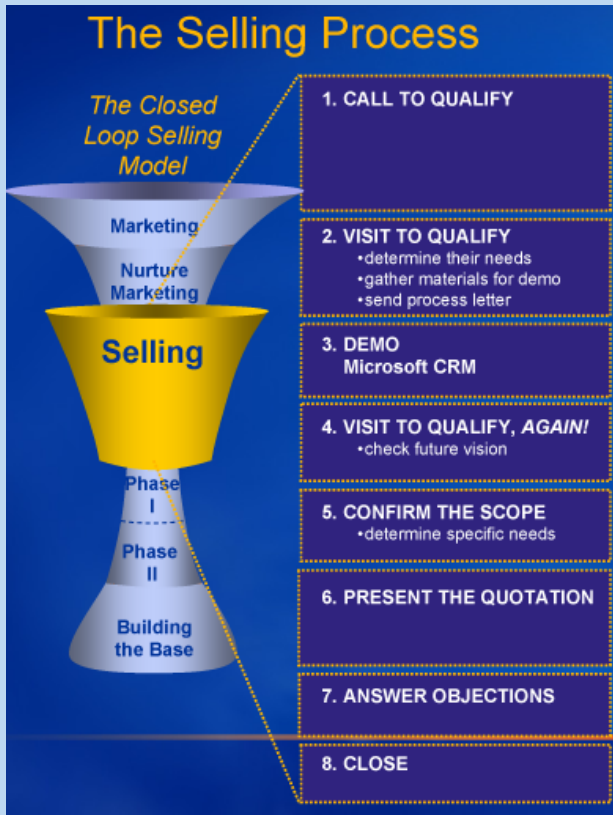 The Selling Process
The Closed
Loop Selling
Model
Marketing
Nurture
Marketing
Selling
Phase
I
Phase
II
Building
the Base
1. CALL TO QUALIFY
2. VISIT TO QUALIFY
•determine their needs
•gather materials for demo
•send process letter
3. DEMO
Microsoft CRM
4. VISIT TO QUALIFY, AGAIN!
•check future vision
5. CONFIRM THE SCOPE
•determine specific needs
6. PRESENT THE QUOTATION
7. ANSWER OBJECTIONS
8. CLOSE